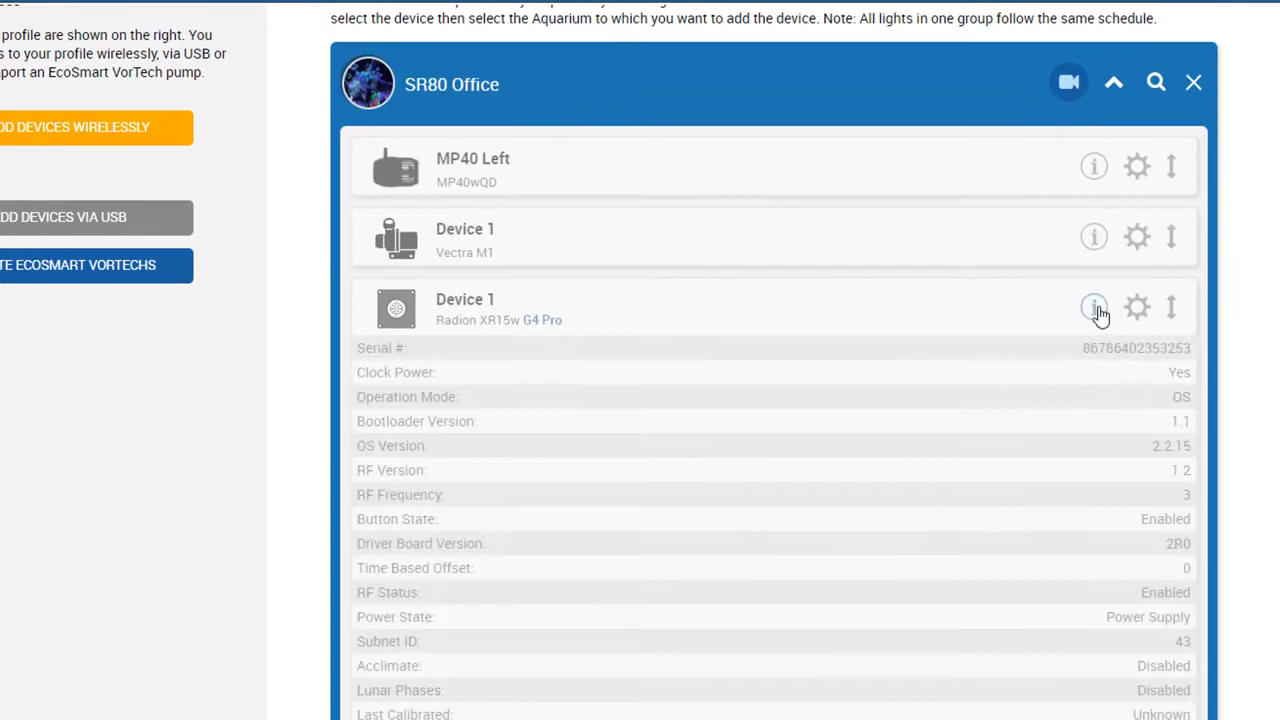 select the device then select the Aquarium to which you want to add the device. Note: All lights in one group follow the same schedule.
profile are shown on the right. You
s to your profile wirelessly, via USB or
port an EcoSmart VorTech pump.
DD DEVICES WIRELESSLY
DD DEVICES VIA USB
TE ECOSMART VORTECHS
SR80 Office
MP40 Left
MP40wQD
Device 1
Vectra M1
Device 1
Radion XR15w G4 Pro
Serial #: 86786402353253
Clock Power: Yes
Operation Mode: OS
Bootloader Version: 1.1
OS Version: 2.2.15
RF Version: 1.2
RF Frequency: 3
Button State: Enabled
Driver Board Version: 2R0
Time Based Offset: 0
RF Status: Enabled
Power State: Power Supply
Subnet ID: 43
Acclimate: Disabled
Lunar Phases: Disabled
Last Calibrated: Unknown